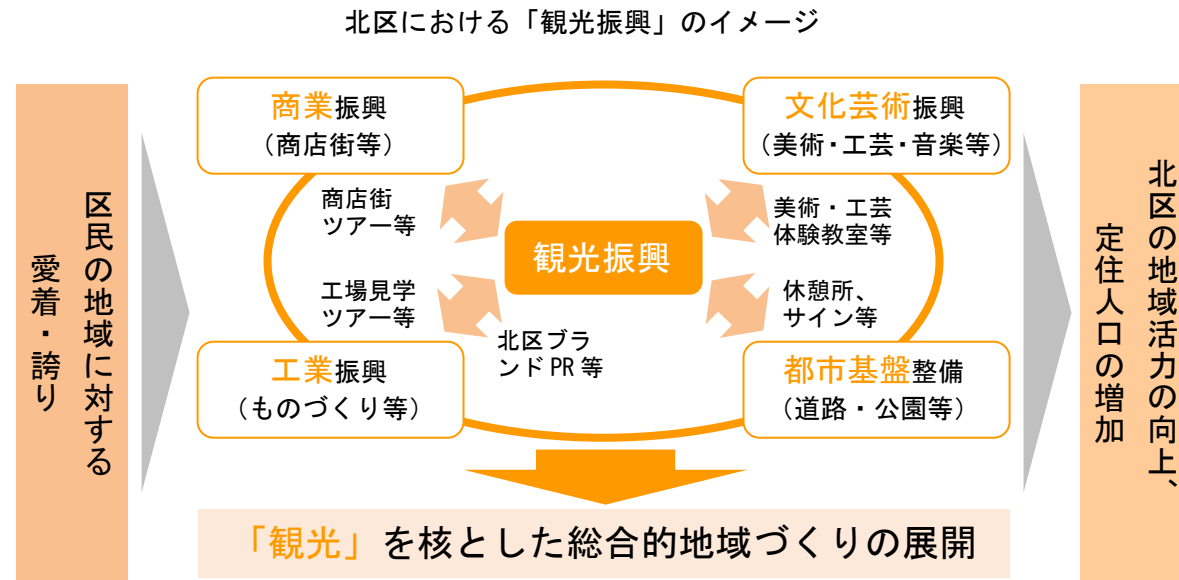 北区における「観光振興」のイメージ
区民の地域に対する
愛着・誇り
商業振興
（商店街等）
文化芸術振興
（美術・工芸・音楽等）
商店街
ツアー等
美術・工芸
体験教室等
観光振興
工場見学
ツアー等
休憩所、
サイン等
北区ブラ
ンド PR 等
工業振興
（ものづくり等）
都市基盤整備
（道路・公園等）
「観光」を核とした総合的地域づくりの展開
北区の地域活力の向上、
定住人口の増加